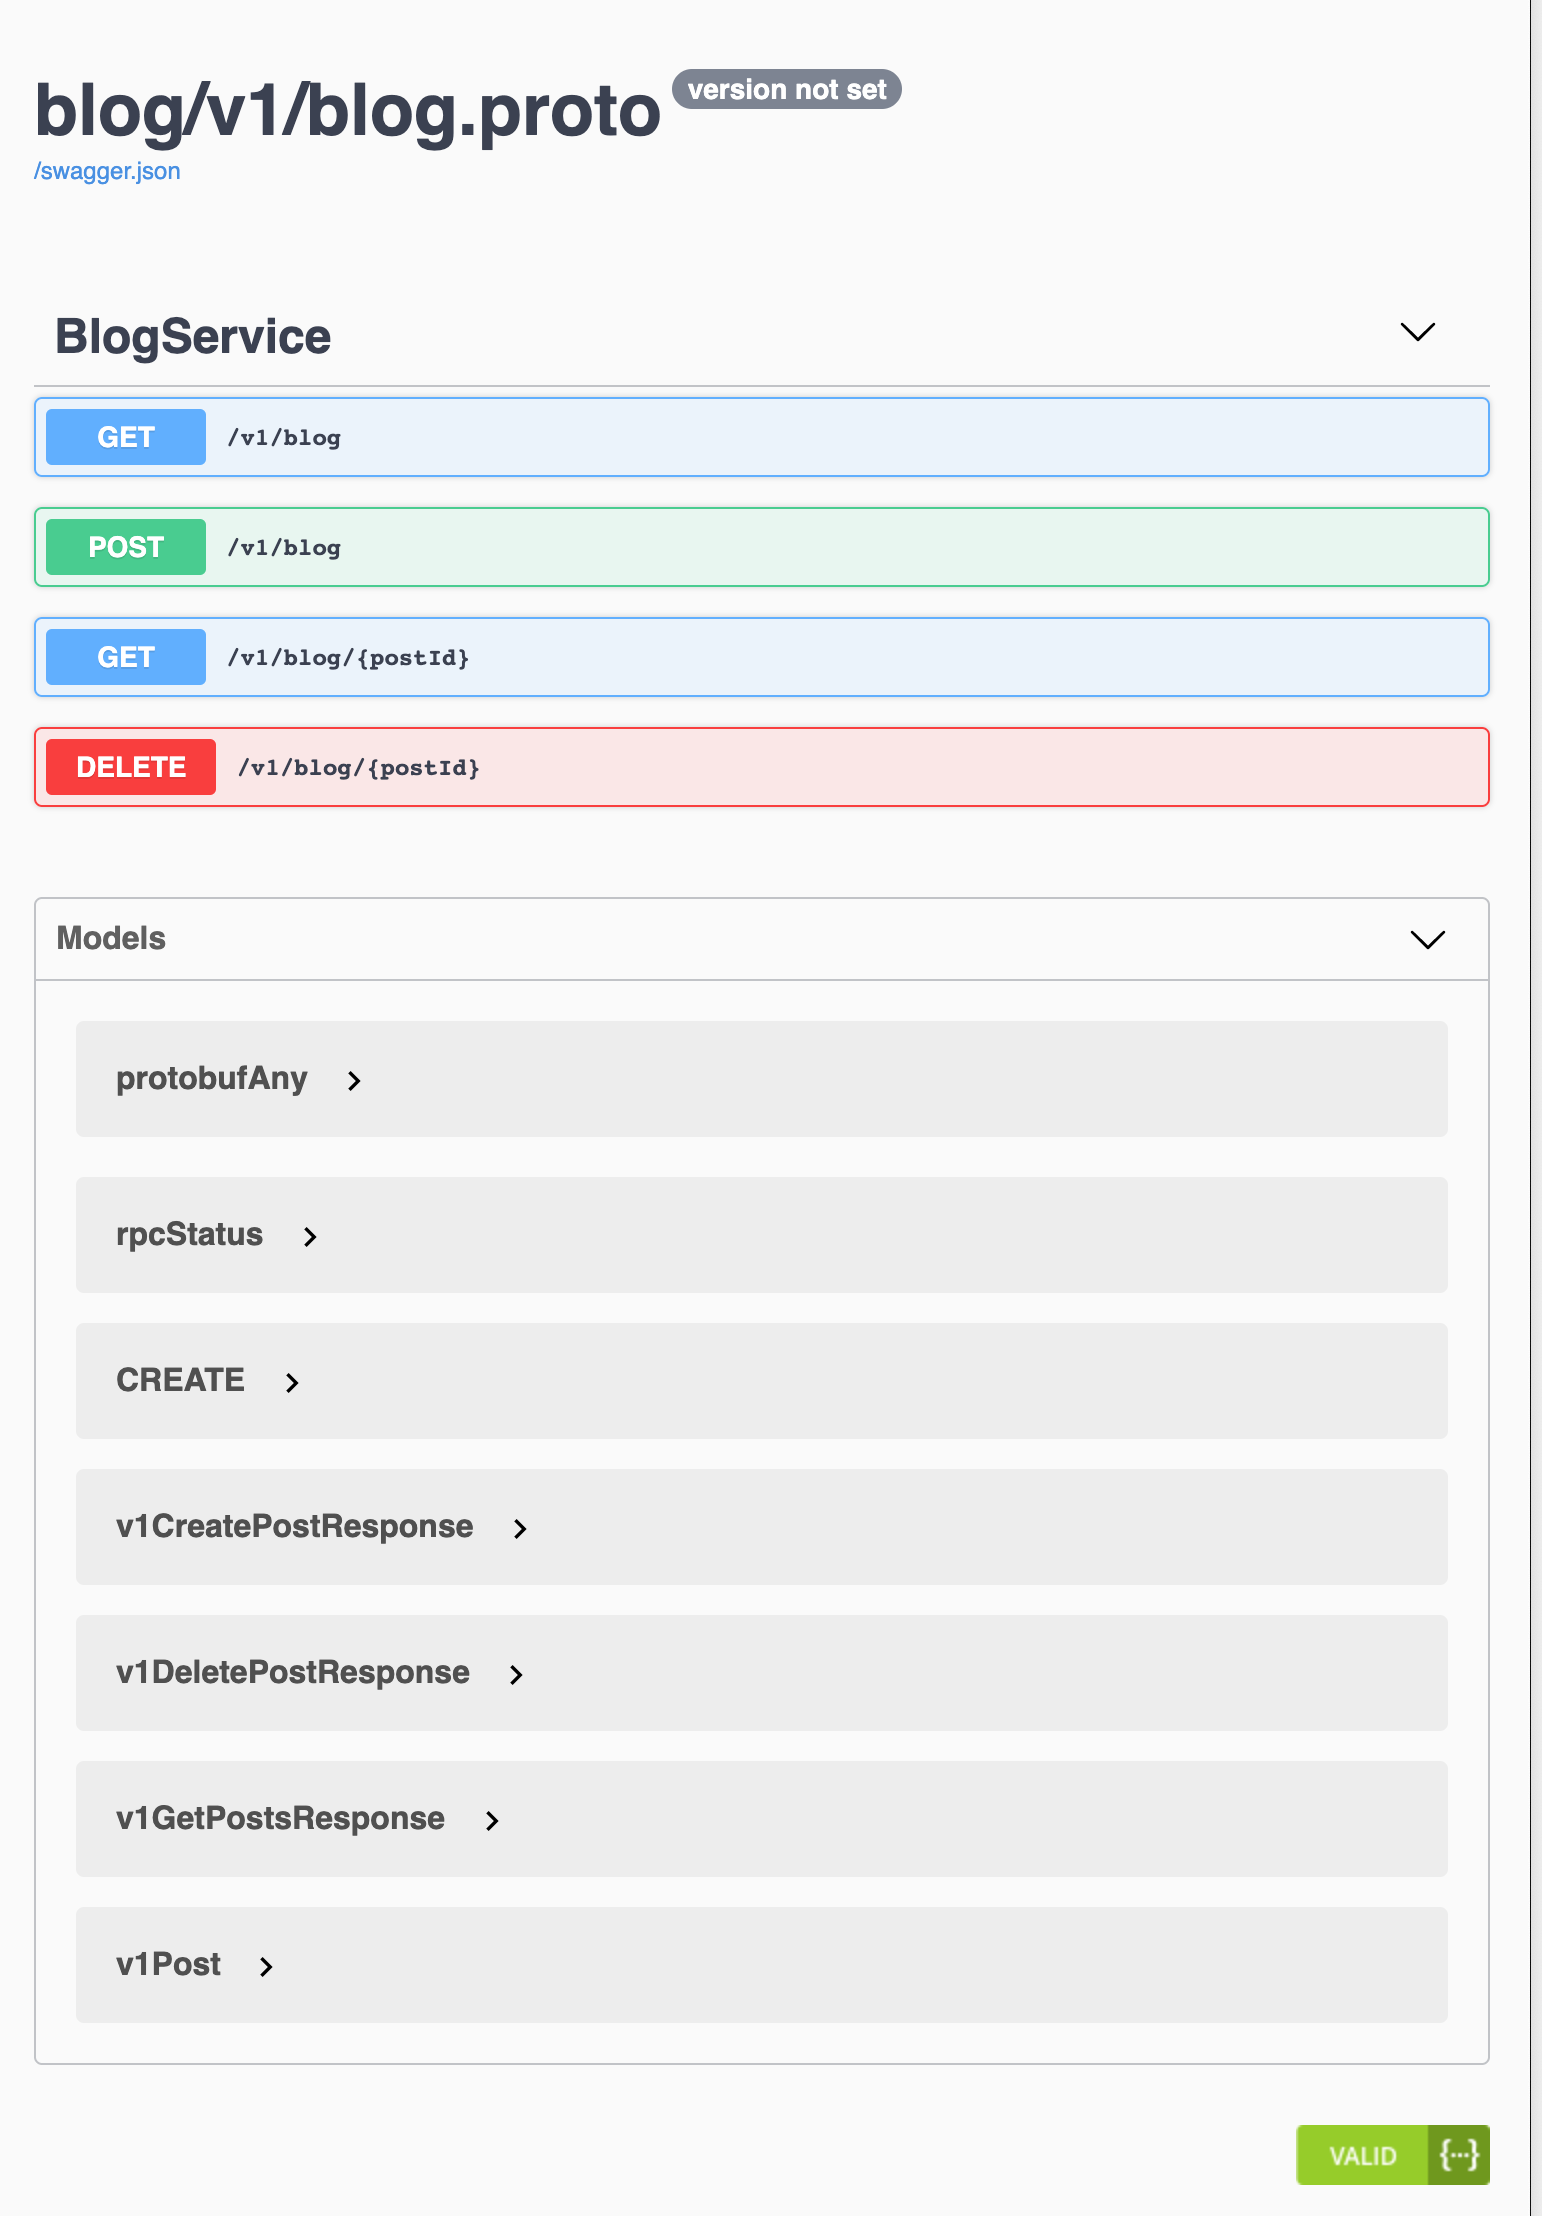 blog/v1/blog.proto version not set
/swagger.json
BlogService
GET /v1/blog
POST /v1/blog
GET /v1/blog/{postId}
DELETE /v1/blog/{postId}
Models
protobufAny
rpcStatus
CREATE
v1CreatePostResponse
v1DeletePostResponse
v1GetPostsResponse
v1Post
VALID {...}